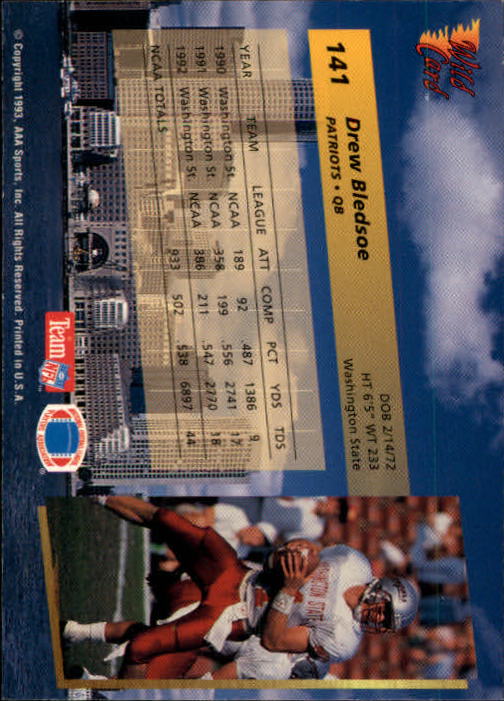 Wild
Card
141 Drew Bledsoe
PATRIOTS • QB
DOB 2/14/72
HT 6'5" WT 233
Washington State
YEAR TEAM LEAGUE ATT COMP PCT YDS TDS
1990 Washington St. NCAA 189 92 .487 1386 9
1991 Washington St. NCAA 358 199 .556 2741 17
1992 Washington St. NCAA 386 211 .547 2770 18
NCAA TOTALS 933 502 .538 6897 44
Team NFL
© Copyright 1993, AAA Sports, Inc. All Rights Reserved. Printed in U.S.A.